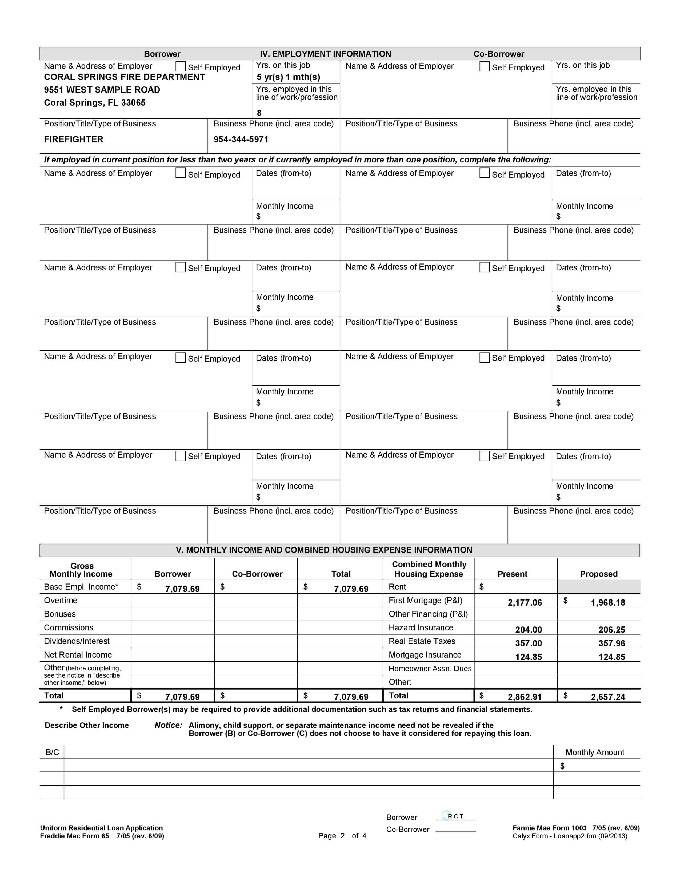 Borrower IV. EMPLOYMENT INFORMATION Co-Borrower
Name & Address of Employer Self Employed Yrs. on this job Name & Address of Employer Self Employed Yrs. on this job
CORAL SPRINGS FIRE DEPARTMENT 5 yr(s) 1 mth(s)
9551 WEST SAMPLE ROAD Yrs. employed in this line of work/profession Yrs. employed in this line of work/profession
Coral Springs, FL 33065
8
Position/Title/Type of Business Business Phone (incl. area code) Position/Title/Type of Business Business Phone (incl. area code)
FIREFIGHTER 954-344-5971
If employed in current position for less than two years or if currently employed in more than one position, complete the following:
Name & Address of Employer Self Employed Dates (from-to) Name & Address of Employer Self Employed Dates (from-to)
Monthly Income Monthly Income
$ $
Position/Title/Type of Business Business Phone (incl. area code) Position/Title/Type of Business Business Phone (incl. area code)
Name & Address of Employer Self Employed Dates (from-to) Name & Address of Employer Self Employed Dates (from-to)
Monthly Income Monthly Income
$ $
Position/Title/Type of Business Business Phone (incl. area code) Position/Title/Type of Business Business Phone (incl. area code)
Name & Address of Employer Self Employed Dates (from-to) Name & Address of Employer Self Employed Dates (from-to)
Monthly Income Monthly Income
$ $
Position/Title/Type of Business Business Phone (incl. area code) Position/Title/Type of Business Business Phone (incl. area code)
Name & Address of Employer Self Employed Dates (from-to) Name & Address of Employer Self Employed Dates (from-to)
Monthly Income Monthly Income
$ $
Position/Title/Type of Business Business Phone (incl. area code) Position/Title/Type of Business Business Phone (incl. area code)
V. MONTHLY INCOME AND COMBINED HOUSING EXPENSE INFORMATION
Gross Monthly Income Borrower Co-Borrower Total Combined Monthly Housing Expense Present Proposed
Base Empl. Income* $ 7,079.69 $ $ 7,079.69 Rent $
Overtime First Mortgage (P&I) 2,177.06 $ 1,968.18
Bonuses Other Financing (P&I)
Commissions Hazard Insurance 204.00 206.25
Dividends/Interest Real Estate Taxes 357.00 357.96
Net Rental Income Mortgage Insurance 124.85 124.85
Other (before completing, see the notice in "describe other income," below) Homeowner Assn. Dues
Other:
Total $ 7,079.69 $ $ 7,079.69 Total $ 2,862.91 $ 2,657.24
* Self Employed Borrower(s) may be required to provide additional documentation such as tax returns and financial statements.
Describe Other Income Notice: Alimony, child support, or separate maintenance income need not be revealed if the
Borrower (B) or Co-Borrower (C) does not choose to have it considered for repaying this loan.
B/C Monthly Amount
$
Borrower RCT
Co-Borrower
Uniform Residential Loan Application Fannie Mae Form 1003 7/05 (rev. 6/09)
Freddie Mac Form 65 7/05 (rev. 6/09) Page 2 of 4 Calyx Form - Loanapp2.frm (09/2013)